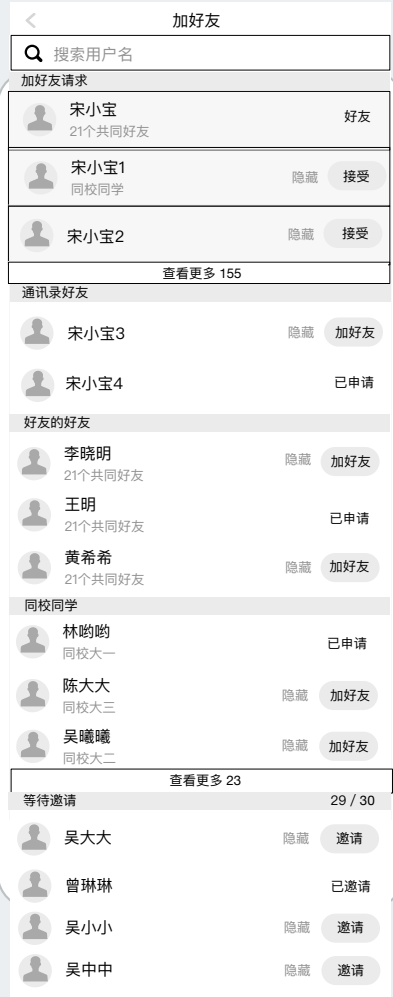 加好友
搜索用户名
加好友请求
宋小宝
21个共同好友
好友
宋小宝1
同校同学
隐藏 接受
宋小宝2
隐藏 接受
查看更多 155
通讯录好友
宋小宝3
隐藏 加好友
宋小宝4
已申请
好友的好友
李晓明
21个共同好友
隐藏 加好友
王明
21个共同好友
已申请
黄希希
21个共同好友
隐藏 加好友
同校同学
林哟哟
同校大一
已申请
陈大大
同校大三
隐藏 加好友
吴曦曦
同校大二
隐藏 加好友
查看更多 23
等待邀请 29 / 30
吴大大
隐藏 邀请
曾琳琳
已邀请
吴小小
隐藏 邀请
吴中中
隐藏 邀请